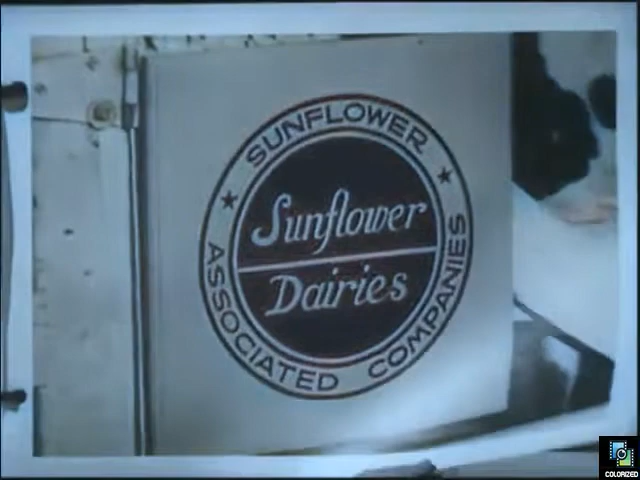 SUNFLOWER
Sunflower
Dairies
ASSOCIATED COMPANIES
COLORIZED